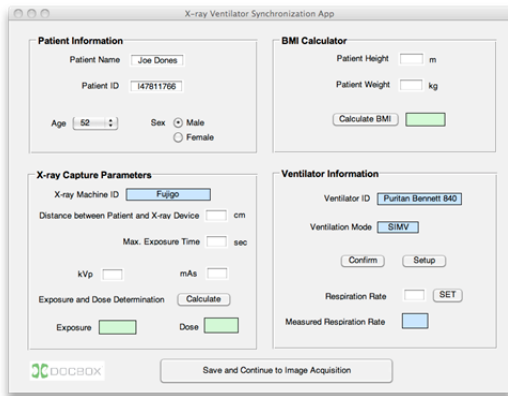 X-ray Ventilator Synchronization App
Patient Information
Patient Name Joe Dones
Patient ID I47811766
Age 52 Sex Male
Female
BMI Calculator
Patient Height m
Patient Weight kg
Calculate BMI
X-ray Capture Parameters
X-ray Machine ID Fujigo
Distance between Patient and X-ray Device cm
Max. Exposure Time sec
kVp mAs
Exposure and Dose Determination Calculate
Exposure Dose
Ventilator Information
Ventilator ID Puritan Bennett 840
Ventilation Mode SIMV
Confirm Setup
Respiration Rate SET
Measured Respiration Rate
DOCBOX
Save and Continue to Image Acquisition